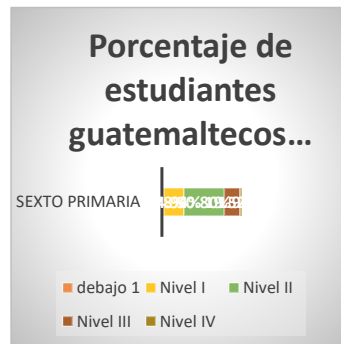 Porcentaje de
estudiantes
guatemaltecos...
SEXTO PRIMARIA
debajo 1 Nivel I Nivel II
Nivel III Nivel IV